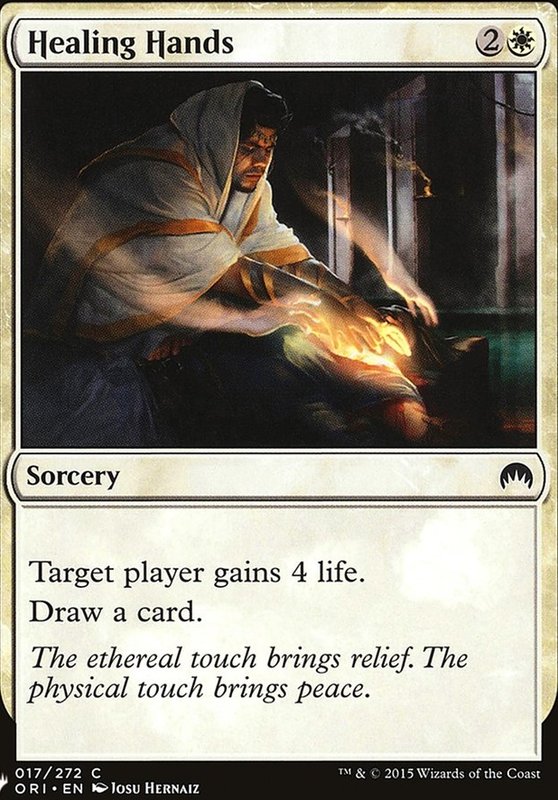 Healing Hands 2
Sorcery
Target player gains 4 life.
Draw a card.
The ethereal touch brings relief. The
physical touch brings peace.
017/272 C
ORI • EN Josu Hernaiz
™ & © 2015 Wizards of the Coast